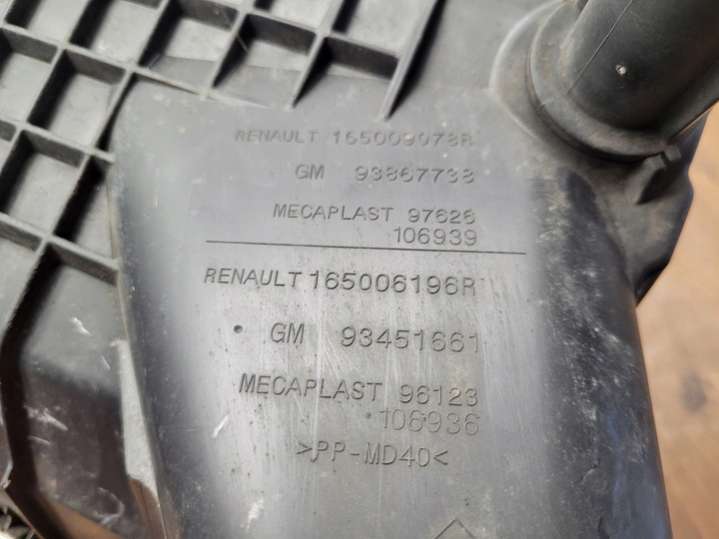 RENAULT 165009078R
GM 93867738
MECAPLAST 97626
106939
RENAULT 165006196R
GM 93451661
MECAPLAST 96123
106936
>PP-MD40<